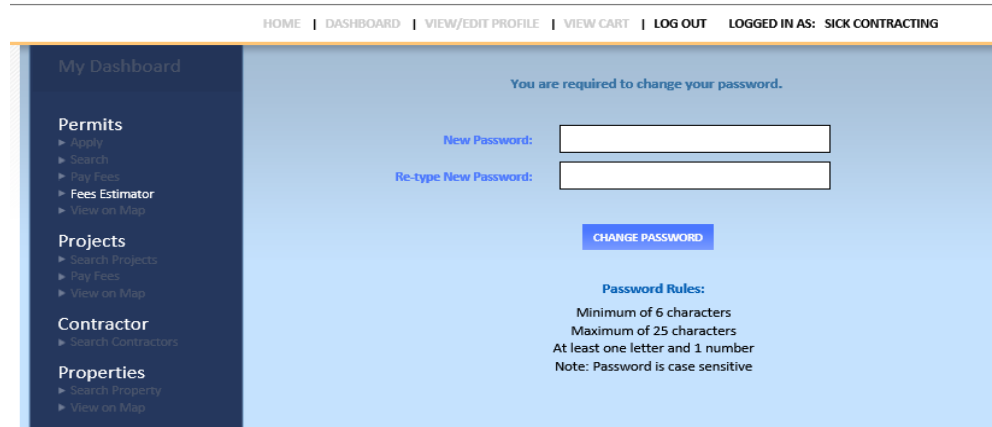 HOME | DASHBOARD | VIEW/EDIT PROFILE | VIEW CART | LOG OUT LOGGED IN AS: SICK CONTRACTING
My Dashboard
Permits
► Apply
► Search
► Pay Fees
► Fees Estimator
► View on Map
Projects
► Search Projects
► Pay Fees
► View on Map
Contractor
► Search Contractors
Properties
► Search Property
► View on Map
You are required to change your password.
New Password:
Re-type New Password:
CHANGE PASSWORD
Password Rules:
Minimum of 6 characters
Maximum of 25 characters
At least one letter and 1 number
Note: Password is case sensitive